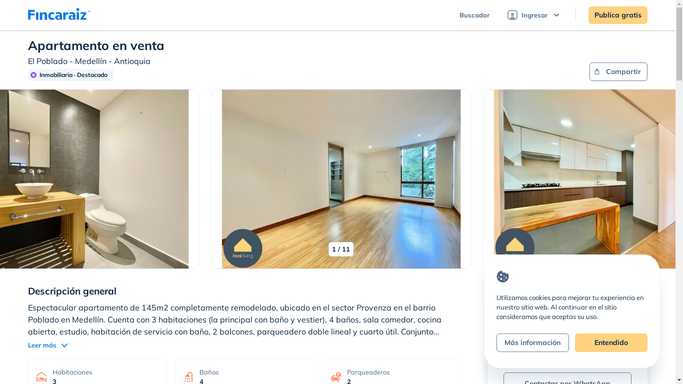 Fincaraiz
Buscador
Ingresar
Publica gratis
Apartamento en venta
El Poblado - Medellín - Antioquia
Inmobiliaria · Destacado
Compartir
1 / 11
Descripción general
Espectacular apartamento de 145m2 completamente remodelado, ubicado en el sector Provenza en el barrio
Poblado en Medellín. Cuenta con 3 habitaciones (la principal con baño y vestier), 4 baños, sala comedor, cocina
abierta, estudio, habitación de servicio con baño, 2 balcones, parqueadero doble lineal y cuarto útil. Conjunto...
Leer más
Utilizamos cookies para mejorar tu experiencia en
nuestro sitio web. Al continuar en el sitio
consideramos que aceptas su uso.
Más información
Entendido
Habitaciones
3
Baños
4
Parqueaderos
2
Contactar por WhatsApp